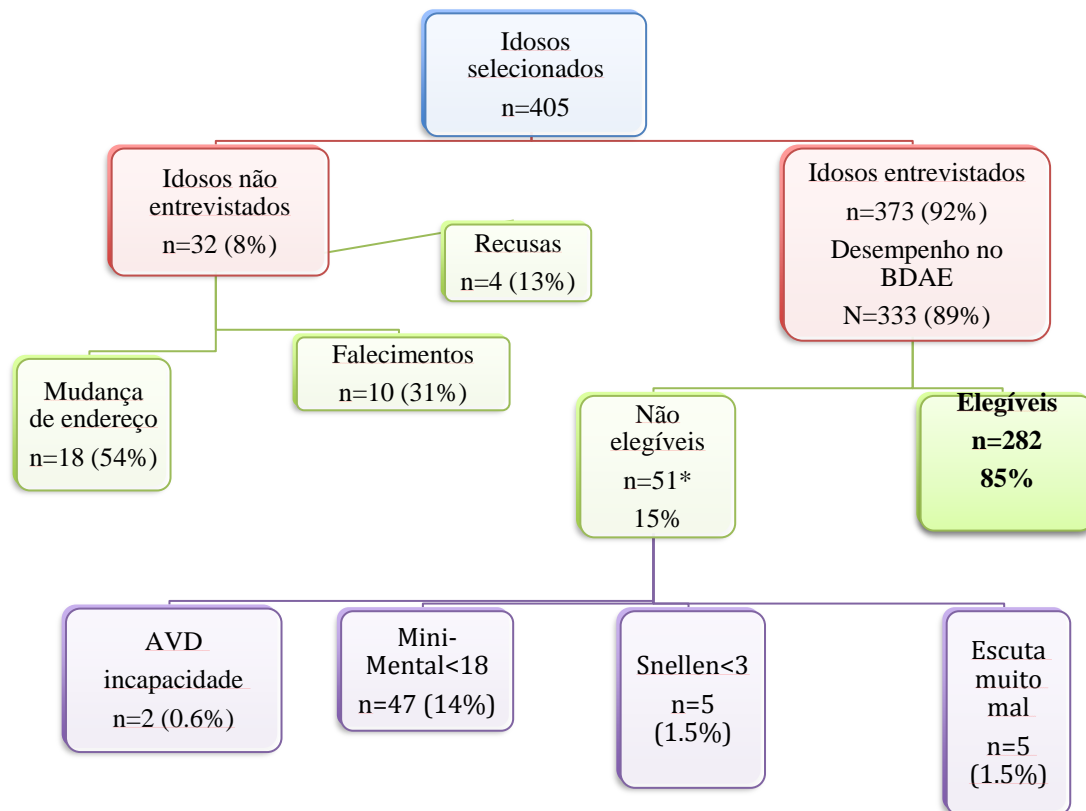 Idosos
selecionados
n=405
Idosos não
entrevistados
n=32 (8%)
Idosos entrevistados
n=373 (92%)
Desempenho no
BDAE
N=333 (89%)
Recusas
n=4 (13%)
Falecimentos
n=10 (31%)
Mudança
de endereço
n=18 (54%)
Não
elegíveis
n=51*
15%
Elegíveis
n=282
85%
AVD
incapacidade
n=2 (0.6%)
Mini-
Mental<18
n=47 (14%)
Snellen<3
n=5
(1.5%)
Escuta
muito
mal
n=5
(1.5%)